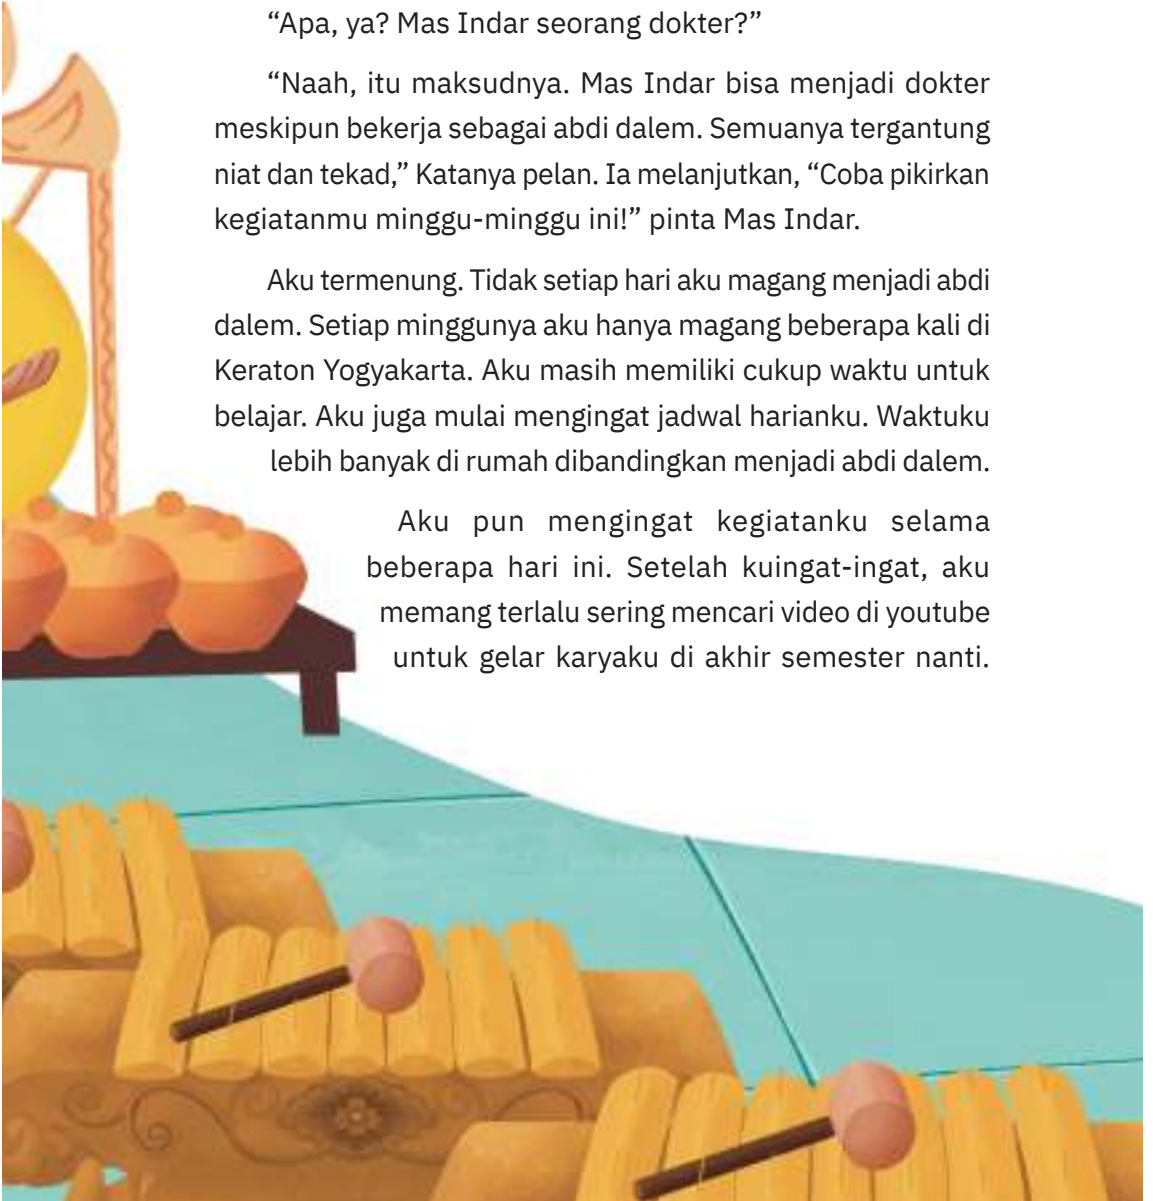 “Apa, ya? Mas Indar seorang dokter?”
“Naah, itu maksudnya. Mas Indar bisa menjadi dokter
meskipun bekerja sebagai abdi dalem. Semuanya tergantung
niat dan tekad,” Katanya pelan. Ia melanjutkan, “Coba pikirkan
kegiatanmu minggu-minggu ini!” pinta Mas Indar.
Aku termenung. Tidak setiap hari aku magang menjadi abdi
dalem. Setiap minggunya aku hanya magang beberapa kali di
Keraton Yogyakarta. Aku masih memiliki cukup waktu untuk
belajar. Aku juga mulai mengingat jadwal harianku. Waktuku
lebih banyak di rumah dibandingkan menjadi abdi dalem.
Aku pun mengingat kegiatanku selama
beberapa hari ini. Setelah kuingat-ingat, aku
memang terlalu sering mencari video di youtube
untuk gelar karyaku di akhir semester nanti.